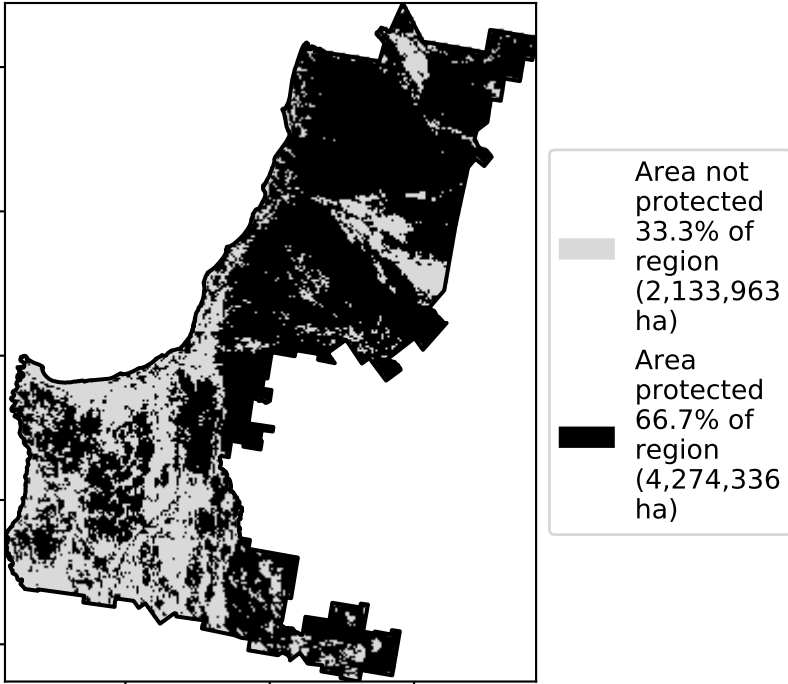 Area not
protected
33.3% of
region
(2,133,963
ha)
Area
protected
66.7% of
region
(4,274,336
ha)